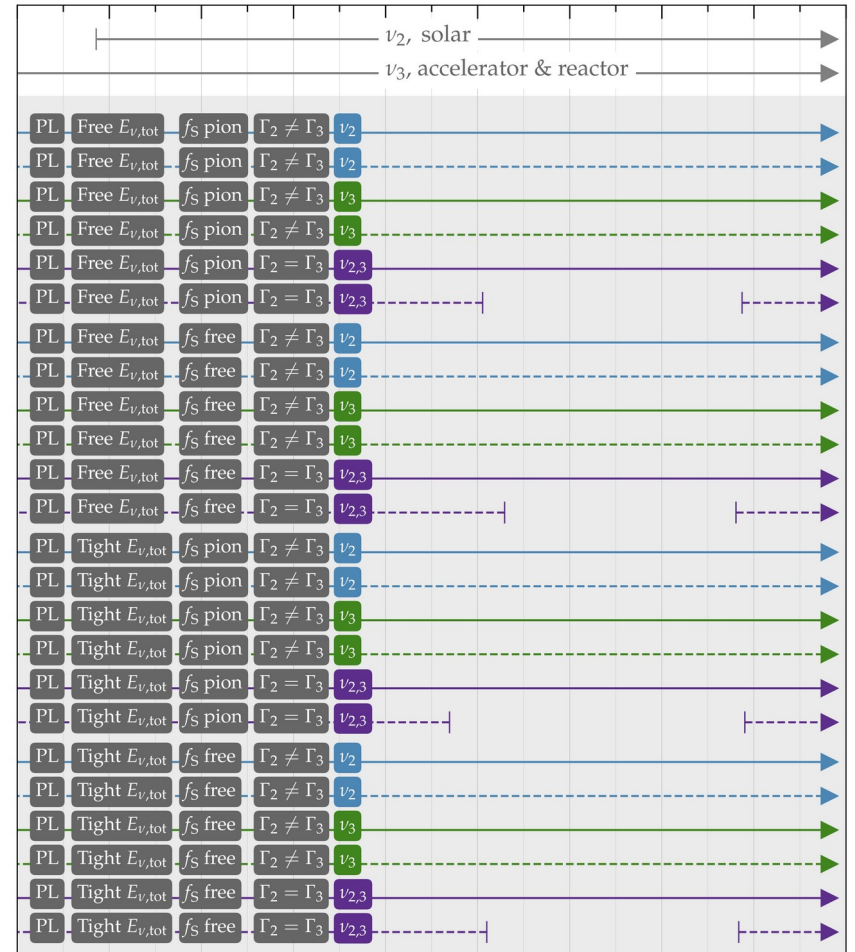 ν₂, solar
ν₃, accelerator & reactor
PL Free Eν,tot fS pion Γ₂ ≠ Γ₃ ν₂
PL Free Eν,tot fS pion Γ₂ ≠ Γ₃ ν₂
PL Free Eν,tot fS pion Γ₂ ≠ Γ₃ ν₃
PL Free Eν,tot fS pion Γ₂ ≠ Γ₃ ν₃
PL Free Eν,tot fS pion Γ₂ = Γ₃ ν₂,₃
PL Free Eν,tot fS pion Γ₂ = Γ₃ ν₂,₃
PL Free Eν,tot fS free Γ₂ ≠ Γ₃ ν₂
PL Free Eν,tot fS free Γ₂ ≠ Γ₃ ν₂
PL Free Eν,tot fS free Γ₂ ≠ Γ₃ ν₃
PL Free Eν,tot fS free Γ₂ ≠ Γ₃ ν₃
PL Free Eν,tot fS free Γ₂ = Γ₃ ν₂,₃
PL Free Eν,tot fS free Γ₂ = Γ₃ ν₂,₃
PL Tight Eν,tot fS pion Γ₂ ≠ Γ₃ ν₂
PL Tight Eν,tot fS pion Γ₂ ≠ Γ₃ ν₂
PL Tight Eν,tot fS pion Γ₂ ≠ Γ₃ ν₃
PL Tight Eν,tot fS pion Γ₂ ≠ Γ₃ ν₃
PL Tight Eν,tot fS pion Γ₂ = Γ₃ ν₂,₃
PL Tight Eν,tot fS pion Γ₂ = Γ₃ ν₂,₃
PL Tight Eν,tot fS free Γ₂ ≠ Γ₃ ν₂
PL Tight Eν,tot fS free Γ₂ ≠ Γ₃ ν₂
PL Tight Eν,tot fS free Γ₂ ≠ Γ₃ ν₃
PL Tight Eν,tot fS free Γ₂ ≠ Γ₃ ν₃
PL Tight Eν,tot fS free Γ₂ = Γ₃ ν₂,₃
PL Tight Eν,tot fS free Γ₂ = Γ₃ ν₂,₃